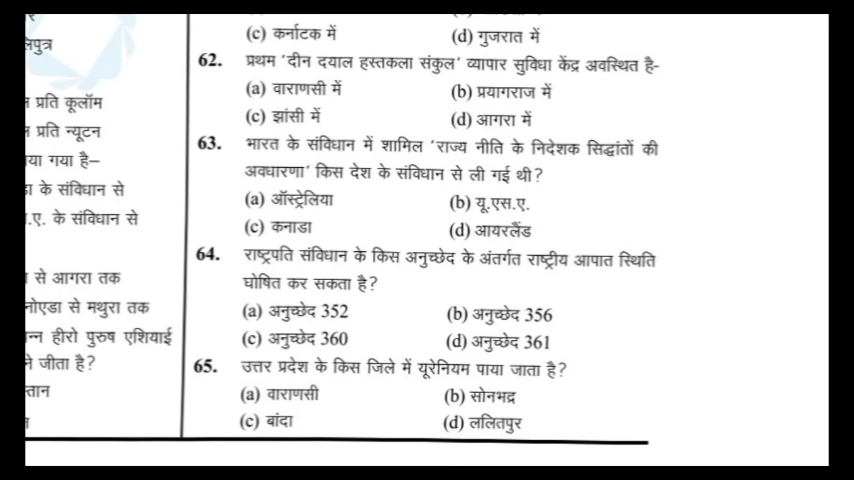 लिपुत्र
प्रति कूलॉम
प्रति न्यूटन
या गया है–
के संविधान से
.ए. के संविधान से
से आगरा तक
नोएडा से मथुरा तक
न्न हीरो पुरुष एशियाई
ने जीता है?
तान
(c) कर्नाटक में (d) गुजरात में
62. प्रथम 'दीन दयाल हस्तकला संकुल' व्यापार सुविधा केंद्र अवस्थित है-
(a) वाराणसी में (b) प्रयागराज में
(c) झांसी में (d) आगरा में
63. भारत के संविधान में शामिल 'राज्य नीति के निदेशक सिद्धांतों की
अवधारणा' किस देश के संविधान से ली गई थी?
(a) ऑस्ट्रेलिया (b) यू.एस.ए.
(c) कनाडा (d) आयरलैंड
64. राष्ट्रपति संविधान के किस अनुच्छेद के अंतर्गत राष्ट्रीय आपात स्थिति
घोषित कर सकता है?
(a) अनुच्छेद 352 (b) अनुच्छेद 356
(c) अनुच्छेद 360 (d) अनुच्छेद 361
65. उत्तर प्रदेश के किस जिले में यूरेनियम पाया जाता है?
(a) वाराणसी (b) सोनभद्र
(c) बांदा (d) ललितपुर